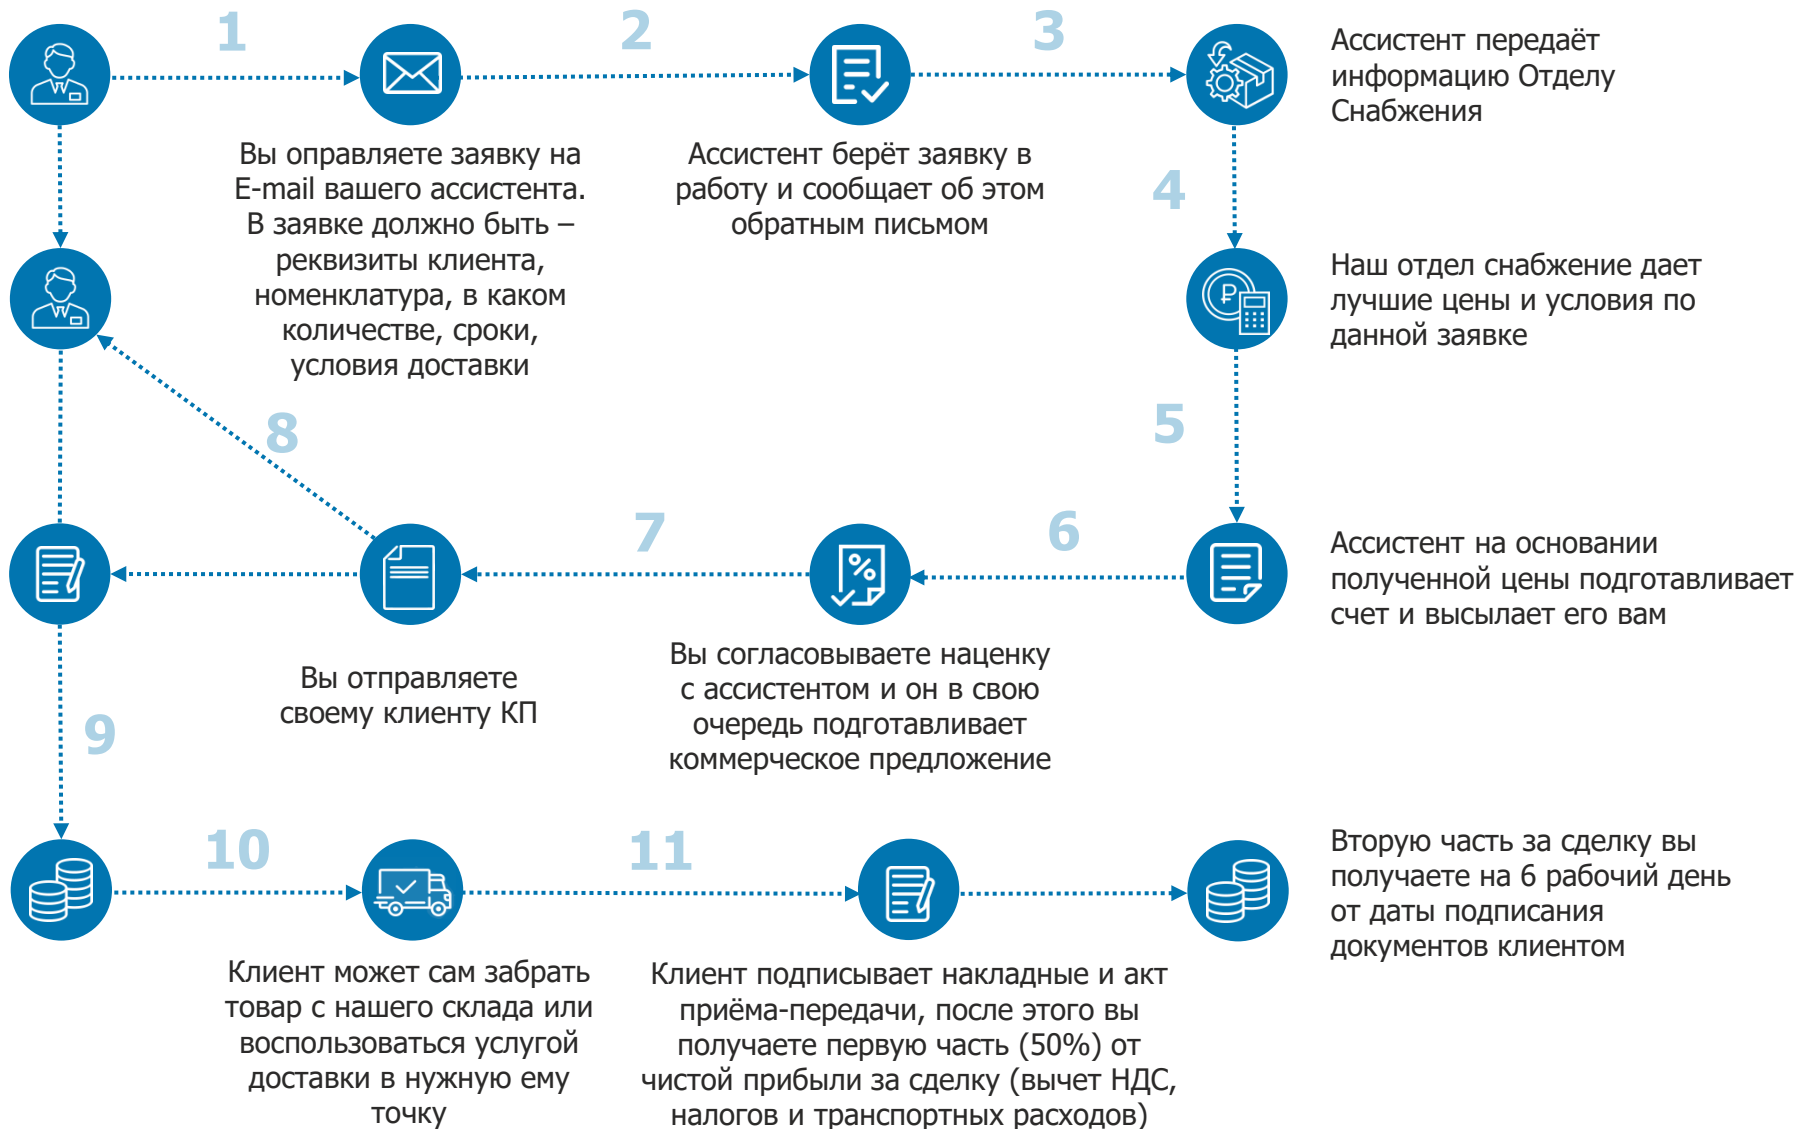 1
2
3
Ассистент передаёт
информацию Отделу
Снабжения
Вы оправляете заявку на
E-mail вашего ассистента.
В заявке должно быть –
реквизиты клиента,
номенклатура, в каком
количестве, сроки,
условия доставки
Ассистент берёт заявку в
работу и сообщает об этом
обратным письмом
4
Наш отдел снабжение дает
лучшие цены и условия по
данной заявке
5
Ассистент на основании
полученной цены подготавливает
счет и высылает его вам
6
7
8
Вы согласовываете наценку
с ассистентом и он в свою
очередь подготавливает
коммерческое предложение
Вы отправляете
своему клиенту КП
9
10
11
Клиент может сам забрать
товар с нашего склада или
воспользоваться услугой
доставки в нужную ему
точку
Клиент подписывает накладные и акт
приёма-передачи, после этого вы
получаете первую часть (50%) от
чистой прибыли за сделку (вычет НДС,
налогов и транспортных расходов)
Вторую часть за сделку вы
получаете на 6 рабочий день
от даты подписания
документов клиентом